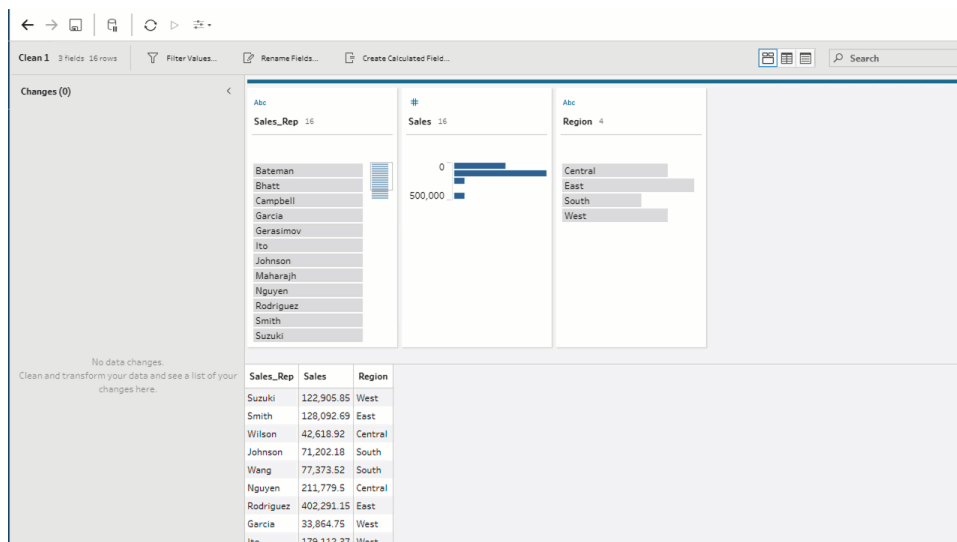 Clean 1 3 fields 16 rows Filter Values... Rename Fields... Create Calculated Field... Search
Changes (0)
No data changes.
Clean and transform your data and see a list of your
changes here.
Abc
Sales_Rep 16
Bateman
Bhatt
Campbell
Garcia
Gerasimov
Ito
Johnson
Maharajh
Nguyen
Rodriguez
Smith
Suzuki
#
Sales 16
0
500,000
Abc
Region 4
Central
East
South
West
Sales_Rep Sales Region
Suzuki 122,905.85 West
Smith 128,092.69 East
Wilson 42,618.92 Central
Johnson 71,202.18 South
Wang 77,373.52 South
Nguyen 211,779.5 Central
Rodriguez 402,291.15 East
Garcia 33,864.75 West
Ito 179,112.37 West